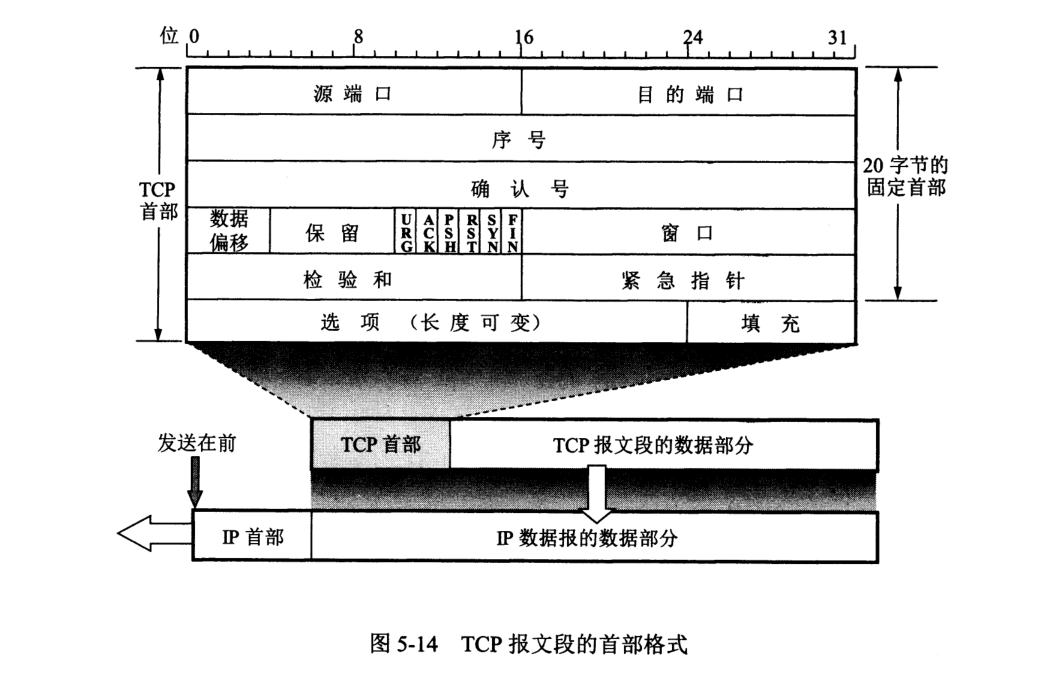 位 0 8 16 24 31
源端口 目的端口
序号
确认号
TCP
首部
20 字节的
固定首部
数据
偏移
保留
URG
ACK
PSH
RST
SYN
FIN
窗口
检验和 紧急指针
选项 (长度可变) 填充
发送在前
TCP 首部 TCP 报文段的数据部分
IP 首部 IP 数据报的数据部分
图 5-14 TCP 报文段的首部格式